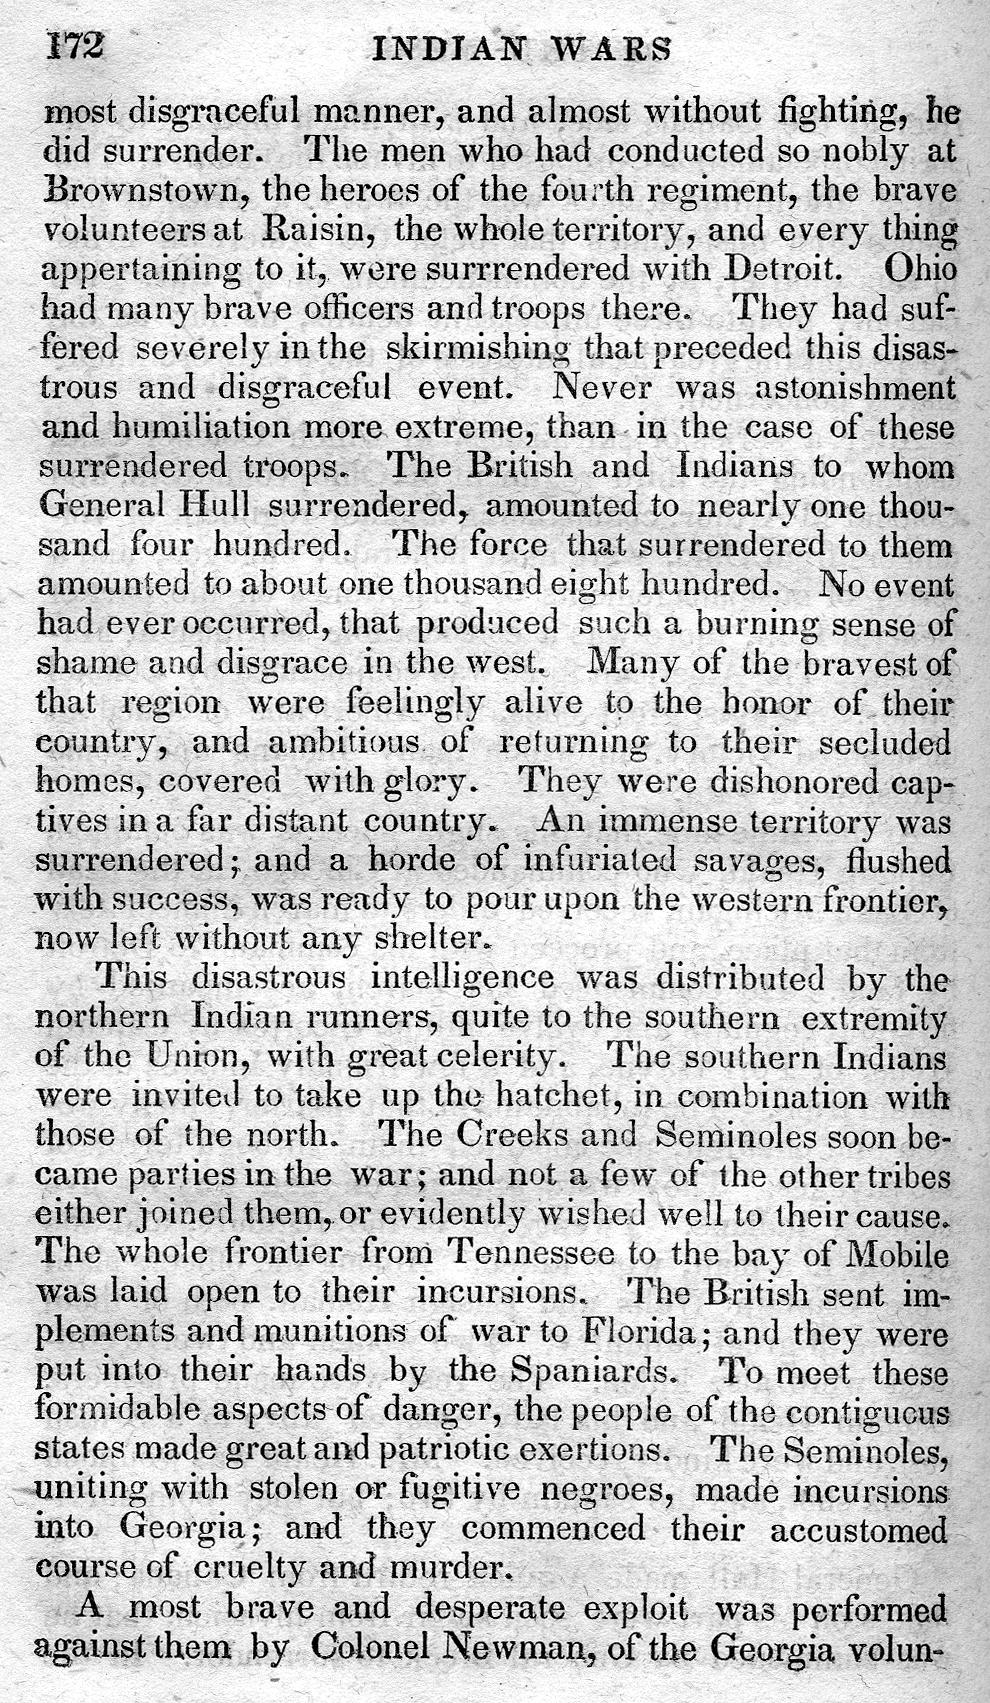 172 INDIAN WARS
most disgraceful manner, and almost without fighting, he
did surrender. The men who had conducted so nobly at
Brownstown, the heroes of the fourth regiment, the brave
volunteers at Raisin, the whole territory, and every thing
appertaining to it, were surrrendered with Detroit. Ohio
had many brave officers and troops there. They had suf-
fered severely in the skirmishing that preceded this disas-
trous and disgraceful event. Never was astonishment
and humiliation more extreme, than in the case of these
surrendered troops. The British and Indians to whom
General Hull surrendered, amounted to nearly one thou-
sand four hundred. The force that surrendered to them
amounted to about one thousand eight hundred. No event
had ever occurred, that produced such a burning sense of
shame and disgrace in the west. Many of the bravest of
that region were feelingly alive to the honor of their
country, and ambitious of returning to their secluded
homes, covered with glory. They were dishonored cap-
tives in a far distant country. An immense territory was
surrendered; and a horde of infuriated savages, flushed
with success, was ready to pour upon the western frontier,
now left without any shelter.
This disastrous intelligence was distributed by the
northern Indian runners, quite to the southern extremity
of the Union, with great celerity. The southern Indians
were invited to take up the hatchet, in combination with
those of the north. The Creeks and Seminoles soon be-
came parties in the war; and not a few of the other tribes
either joined them, or evidently wished well to their cause.
The whole frontier from Tennessee to the bay of Mobile
was laid open to their incursions. The British sent im-
plements and munitions of war to Florida; and they were
put into their hands by the Spaniards. To meet these
formidable aspects of danger, the people of the contiguous
states made great and patriotic exertions. The Seminoles,
uniting with stolen or fugitive negroes, made incursions
into Georgia; and they commenced their accustomed
course of cruelty and murder.
A most brave and desperate exploit was performed
against them by Colonel Newman, of the Georgia volun-